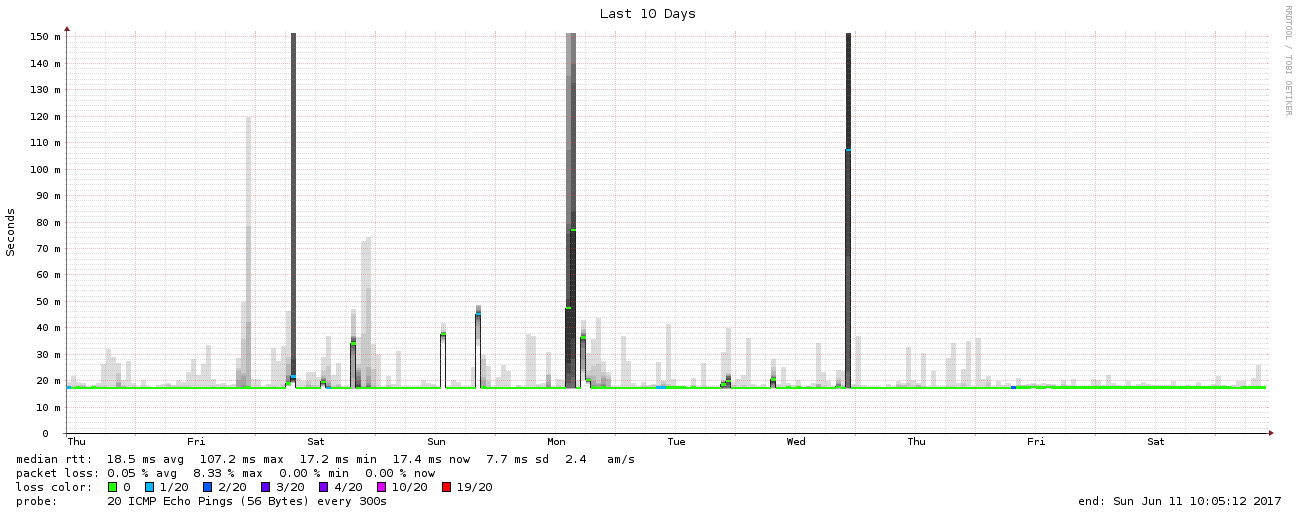 Last 10 Days
RRDTOOL / TOBI OETIKER
Seconds
150 m
140 m
130 m
120 m
110 m
100 m
90 m
80 m
70 m
60 m
50 m
40 m
30 m
20 m
10 m
0
Thu Fri Sat Sun Mon Tue Wed Thu Fri Sat
median rtt: 18.5 ms avg 107.2 ms max 17.2 ms min 17.4 ms now 7.7 ms sd 2.4 am/s
packet loss: 0.05 % avg 8.33 % max 0.00 % min 0.00 % now
loss color: 0 1/20 2/20 3/20 4/20 10/20 19/20
probe: 20 ICMP Echo Pings (56 Bytes) every 300s end: Sun Jun 11 10:05:12 2017